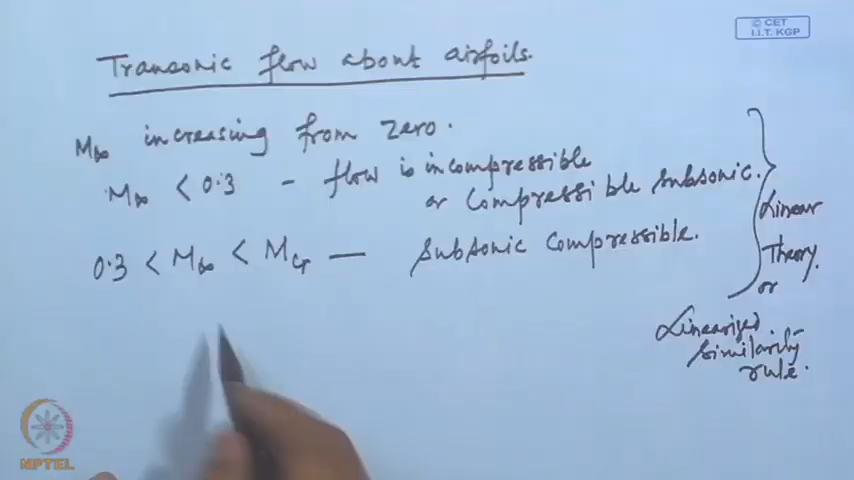 © CET
I.I.T. KGP
Transonic flow about airfoils.
M∞ increasing from zero.
M∞ < 0.3 - flow is incompressible
or compressible subsonic.
0.3 < M∞ < Mcr — subsonic compressible.
Linear
Theory.
or
Linearized
similarity
rule.
NPTEL